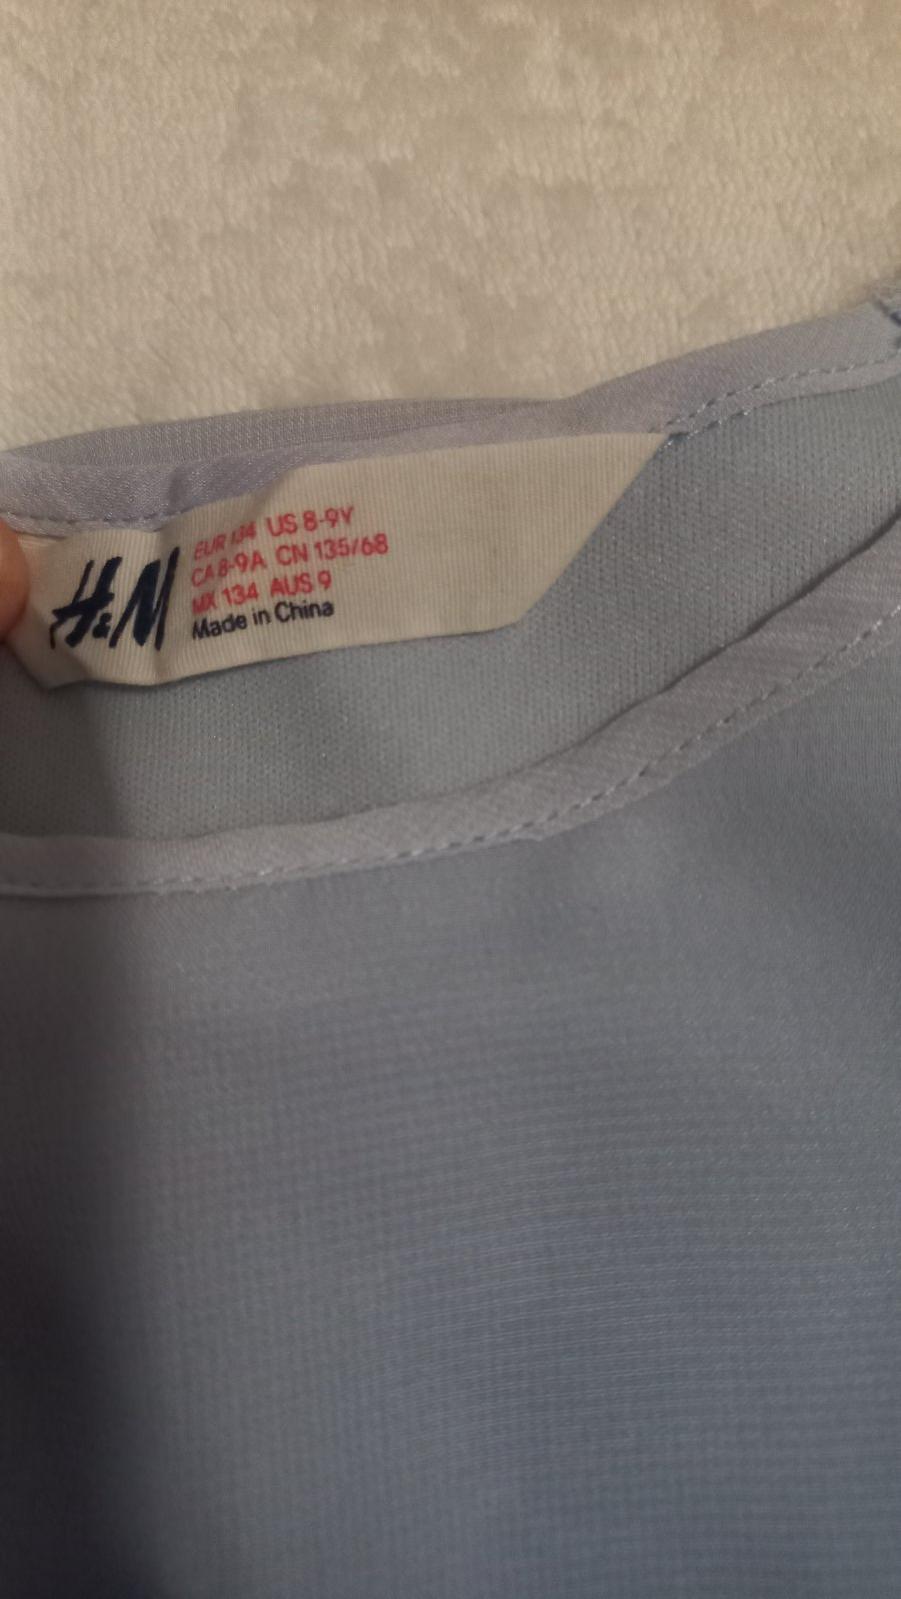 H&M
EUR 134 US 8-9Y
CA 8-9A CN 135/68
MX 134 AUS 9
Made in China